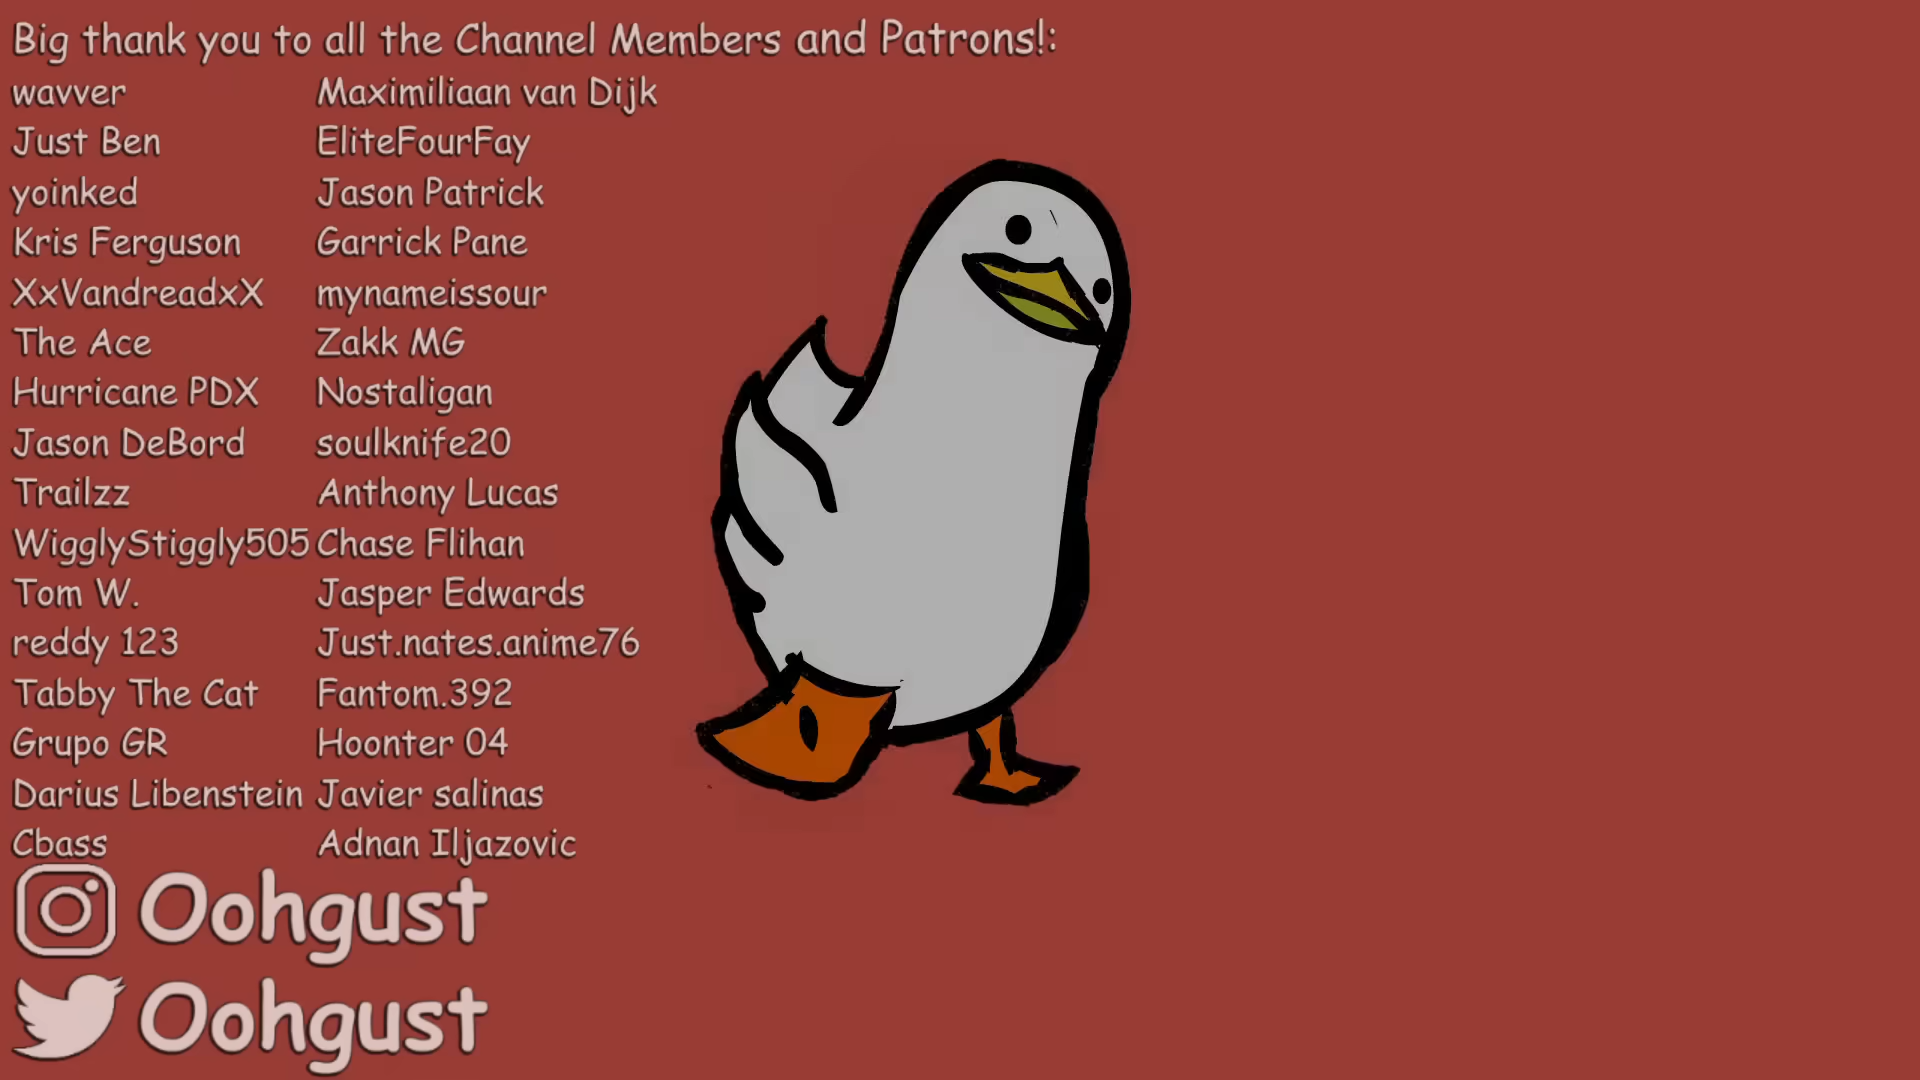 Big thank you to all the Channel Members and Patrons!:
wavver
Just Ben
yoinked
Kris Ferguson
XxVandreadxX
The Ace
Hurricane PDX
Jason DeBord
Trailzz
WigglyStiggly505
Tom W.
reddy 123
Tabby The Cat
Grupo GR
Darius Libenstein
Cbass
Maximiliaan van Dijk
EliteFourFay
Jason Patrick
Garrick Pane
mynameissour
Zakk MG
Nostaligan
soulknife20
Anthony Lucas
Chase Flihan
Jasper Edwards
Just.nates.anime76
Fantom.392
Hoonter 04
Javier salinas
Adnan Iljazovic
Oohgust
Oohgust